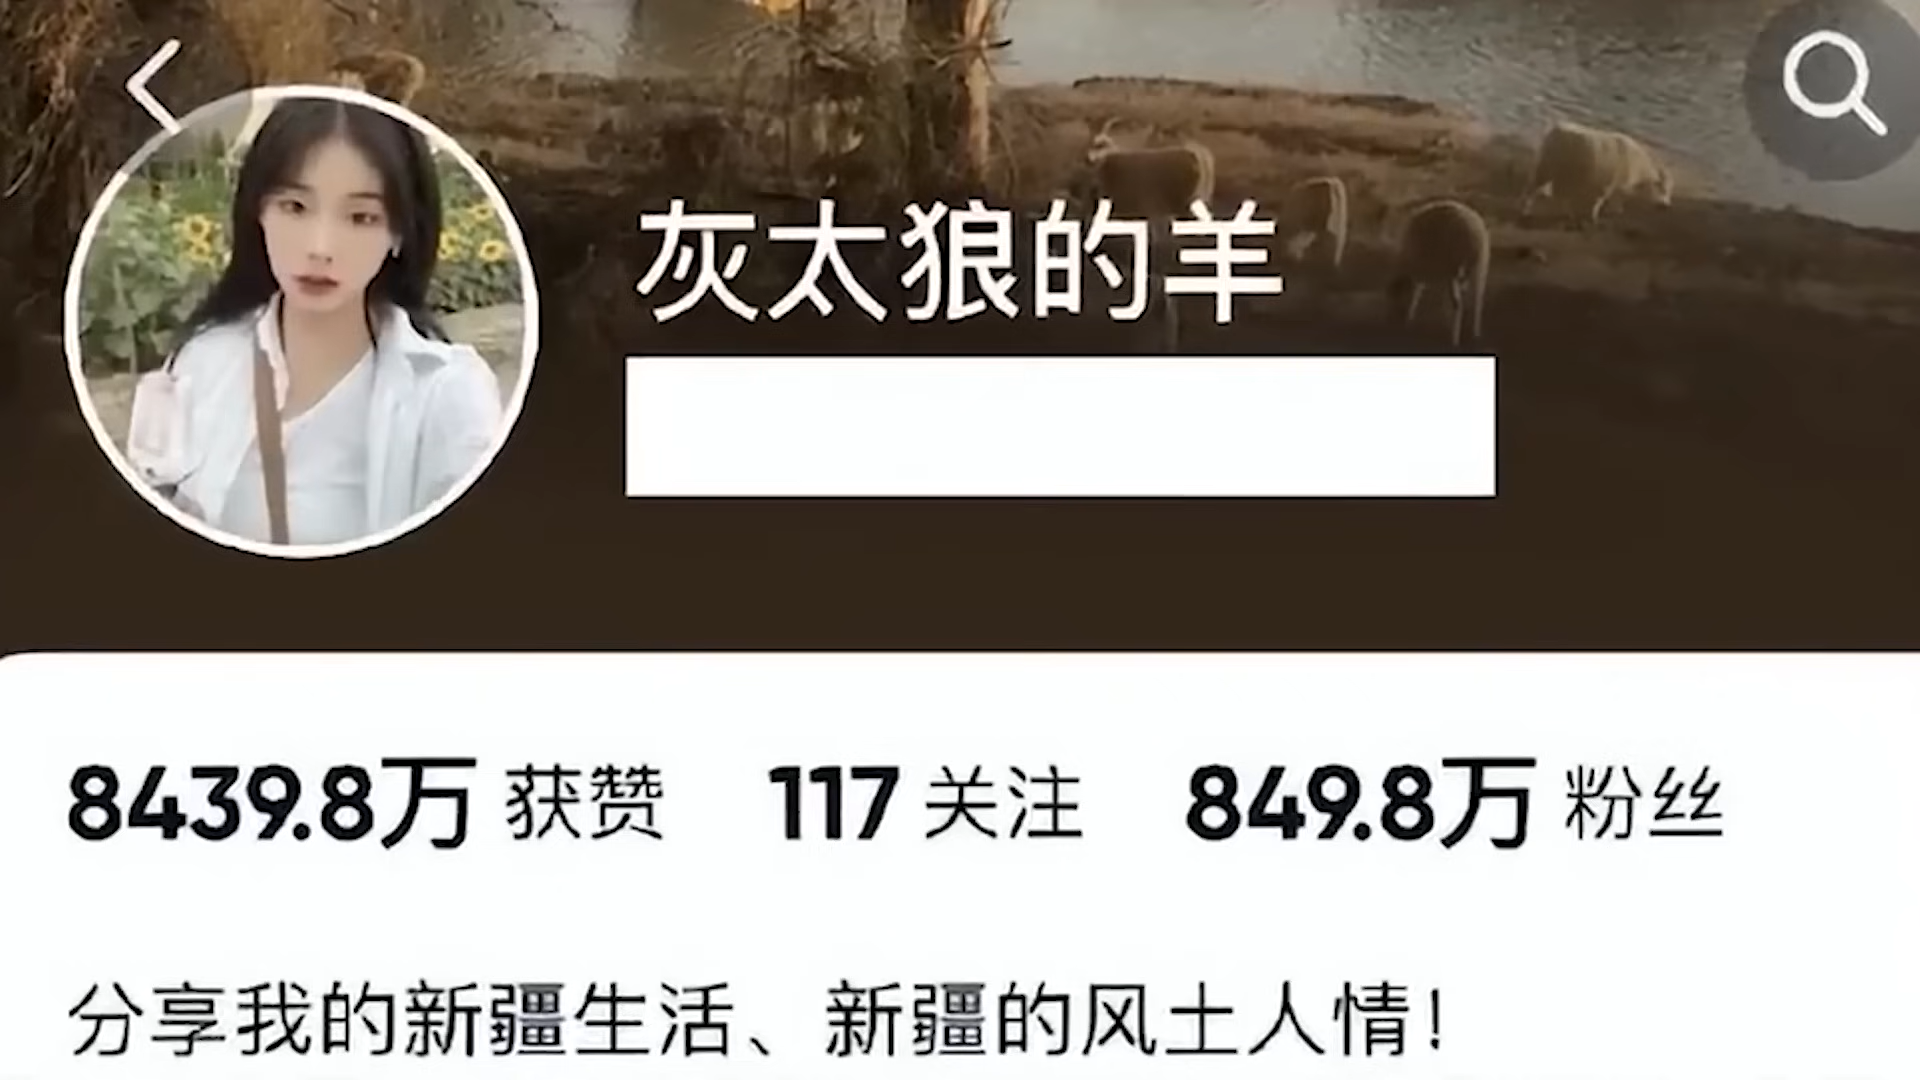 灰太狼的羊
8439.8万 获赞 117 关注 849.8万 粉丝
分享我的新疆生活、新疆的风土人情!